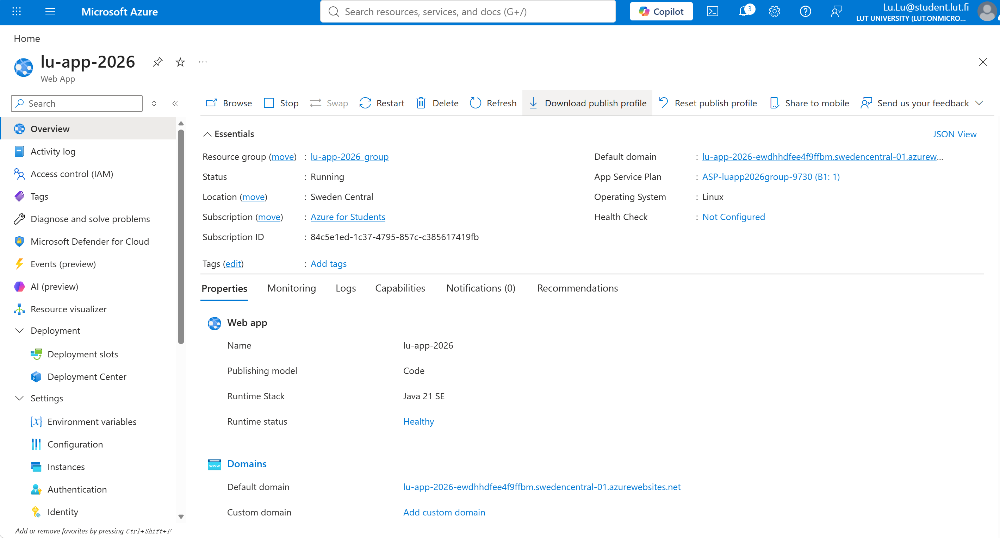 Microsoft Azure
Search resources, services, and docs (G+/)
Copilot
3
Lu.Lu@student.lut.fi
LUT UNIVERSITY (LUT.ONMICRO...
Home
lu-app-2026
Web App
Search
Browse
Stop
Swap
Restart
Delete
Refresh
Download publish profile
Reset publish profile
Share to mobile
Send us your feedback
Overview
Activity log
Access control (IAM)
Tags
Diagnose and solve problems
Microsoft Defender for Cloud
Events (preview)
AI (preview)
Resource visualizer
Deployment
Deployment slots
Deployment Center
Settings
Environment variables
Configuration
Instances
Authentication
Identity
Add or remove favorites by pressing Ctrl+Shift+F
Essentials
JSON View
Resource group (move) : lu-app-2026_group
Status : Running
Location (move) : Sweden Central
Subscription (move) : Azure for Students
Subscription ID : 84c5e1ed-1c37-4795-857c-c385617419fb
Tags (edit) : Add tags
Default domain : lu-app-2026-ewdhhdfee4f9ffbm.swedencentral-01.azurew...
App Service Plan : ASP-luapp2026group-9730 (B1: 1)
Operating System : Linux
Health Check : Not Configured
Properties
Monitoring
Logs
Capabilities
Notifications (0)
Recommendations
Web app
Name lu-app-2026
Publishing model Code
Runtime Stack Java 21 SE
Runtime status Healthy
www
Domains
Default domain lu-app-2026-ewdhhdfee4f9ffbm.swedencentral-01.azurewebsites.net
Custom domain Add custom domain